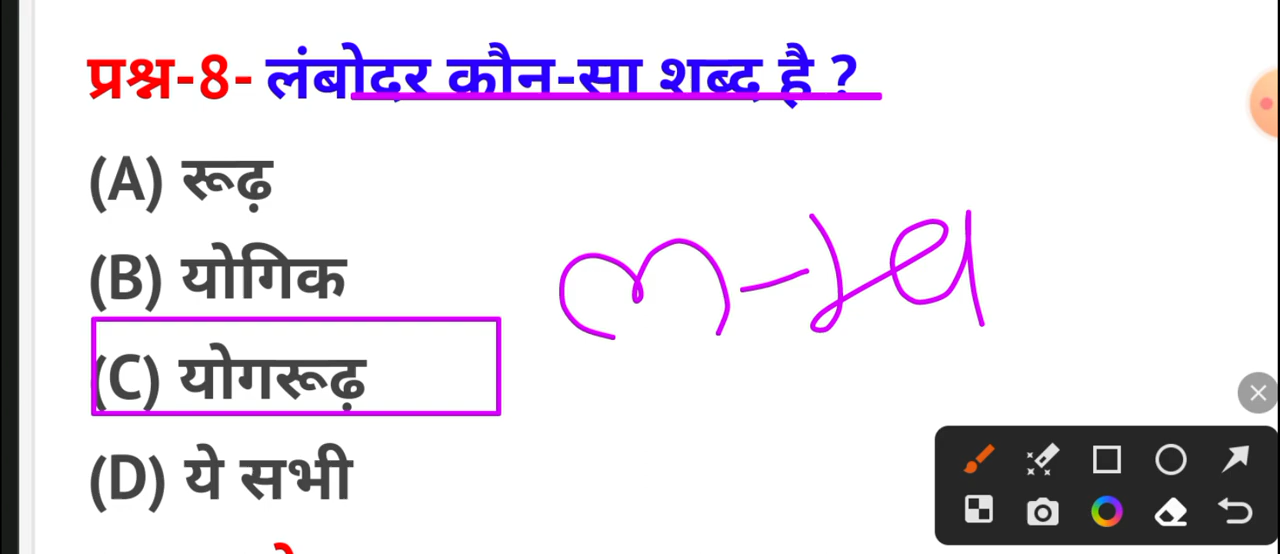 प्रश्न-8- लंबोदर कौन-सा शब्द है ?
(A) रूढ़
(B) योगिक
(C) योगरूढ़
(D) ये सभी